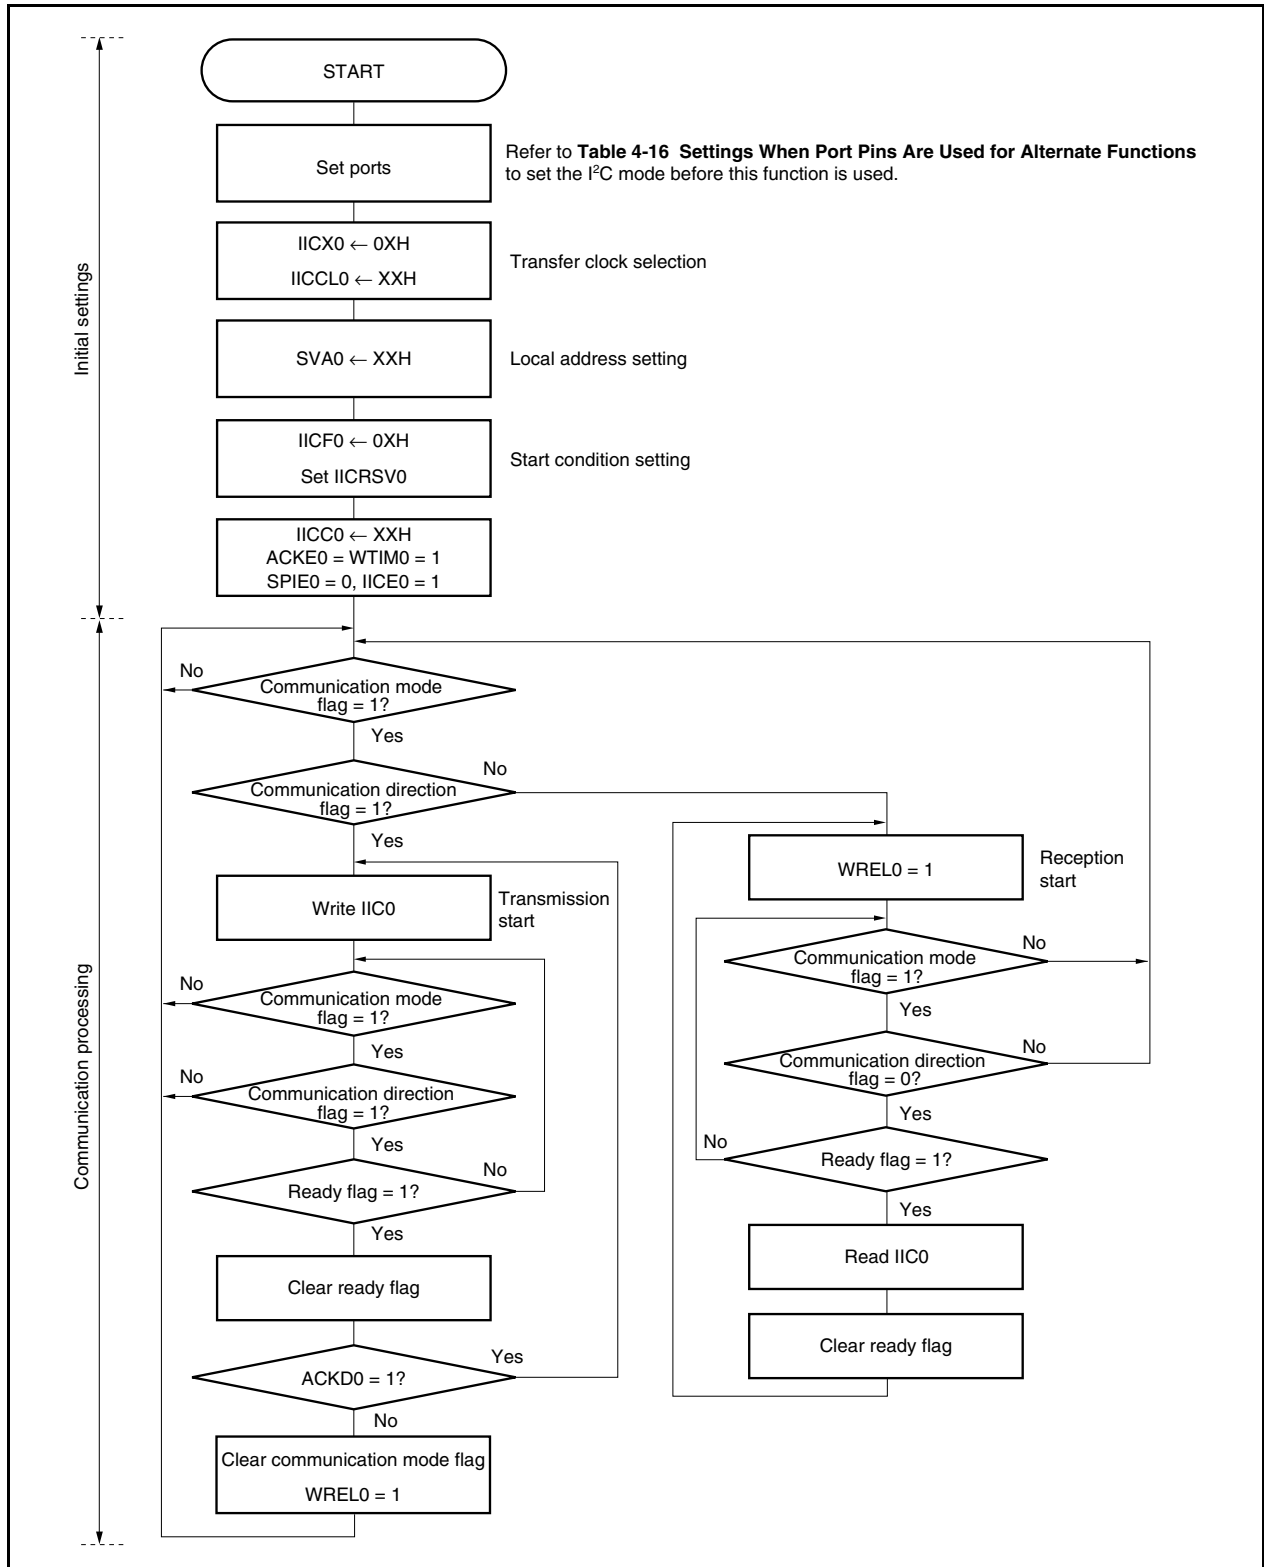 START
Set ports
Refer to Table 4-16 Settings When Port Pins Are Used for Alternate Functions
to set the I²C mode before this function is used.
IICX0 ← 0XH
IICCL0 ← XXH
Transfer clock selection
Initial settings
SVA0 ← XXH
Local address setting
IICF0 ← 0XH
Set IICRSV0
Start condition setting
IICC0 ← XXH
ACKE0 = WTIM0 = 1
SPIE0 = 0, IICE0 = 1
Communication processing
No
Communication mode
flag = 1?
Yes
No
Communication direction
flag = 1?
Yes
Write IIC0
Transmission
start
No
Communication mode
flag = 1?
Yes
No
Communication direction
flag = 1?
Yes
No
Ready flag = 1?
Yes
Clear ready flag
Yes
ACKD0 = 1?
No
Clear communication mode flag
WREL0 = 1
WREL0 = 1
Reception
start
No
Communication mode
flag = 1?
Yes
No
Communication direction
flag = 0?
Yes
No
Ready flag = 1?
Yes
Read IIC0
Clear ready flag